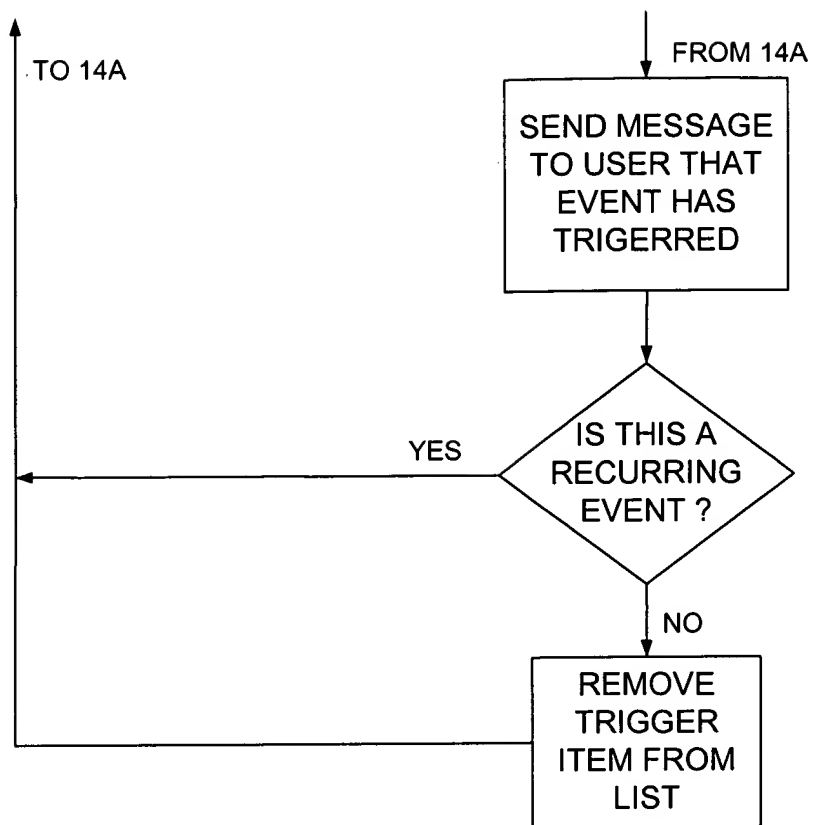 TO 14A
FROM 14A
SEND MESSAGE
TO USER THAT
EVENT HAS
TRIGERRED
IS THIS A
RECURRING
EVENT ?
YES
NO
REMOVE
TRIGGER
ITEM FROM
LIST